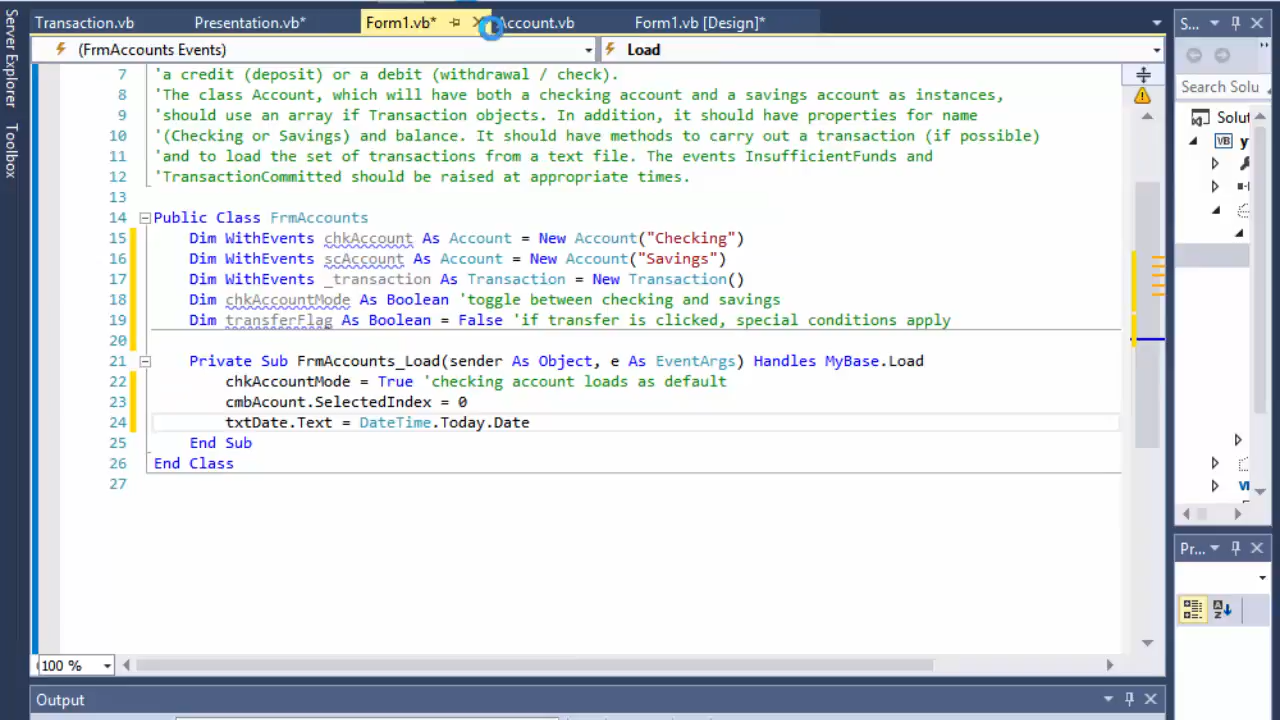 Server Explorer
Toolbox
Transaction.vb
Presentation.vb*
Form1.vb*
Account.vb
Form1.vb [Design]*
(FrmAccounts Events)
Load
7 'a credit (deposit) or a debit (withdrawal / check).
8 'The class Account, which will have both a checking account and a savings account as instances,
9 'should use an array if Transaction objects. In addition, it should have properties for name
10 '(Checking or Savings) and balance. It should have methods to carry out a transaction (if possible)
11 'and to load the set of transactions from a text file. The events InsufficientFunds and
12 'TransactionCommitted should be raised at appropriate times.
13
14 Public Class FrmAccounts
15 Dim WithEvents chkAccount As Account = New Account("Checking")
16 Dim WithEvents scAccount As Account = New Account("Savings")
17 Dim WithEvents _transaction As Transaction = New Transaction()
18 Dim chkAccountMode As Boolean 'toggle between checking and savings
19 Dim transferFlag As Boolean = False 'if transfer is clicked, special conditions apply
20
21 Private Sub FrmAccounts_Load(sender As Object, e As EventArgs) Handles MyBase.Load
22 chkAccountMode = True 'checking account loads as default
23 cmbAcount.SelectedIndex = 0
24 txtDate.Text = DateTime.Today.Date
25 End Sub
26 End Class
27
100 %
Output
S...
Search Solu
Solut
VB y
Pr...